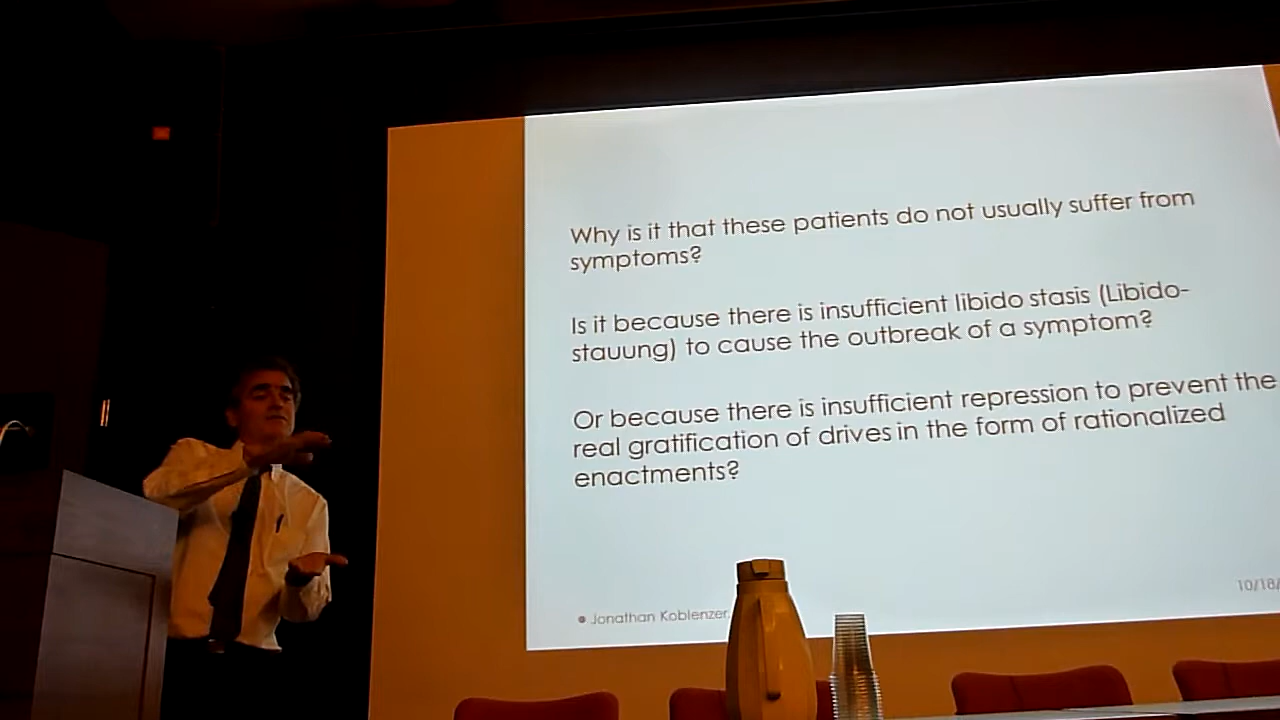 Why is it that these patients do not usually suffer from
symptoms?
Is it because there is insufficient libido stasis (Libido-
stauung) to cause the outbreak of a symptom?
Or because there is insufficient repression to prevent the
real gratification of drives in the form of rationalized
enactments?
10/18/
Jonathan Koblenzer,